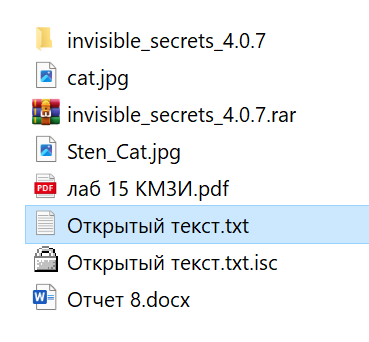 invisible_secrets_4.0.7
cat.jpg
invisible_secrets_4.0.7.rar
Sten_Cat.jpg
PDF лаб 15 КМЗИ.pdf
Открытый текст.txt
Открытый текст.txt.isc
Отчет 8.docx